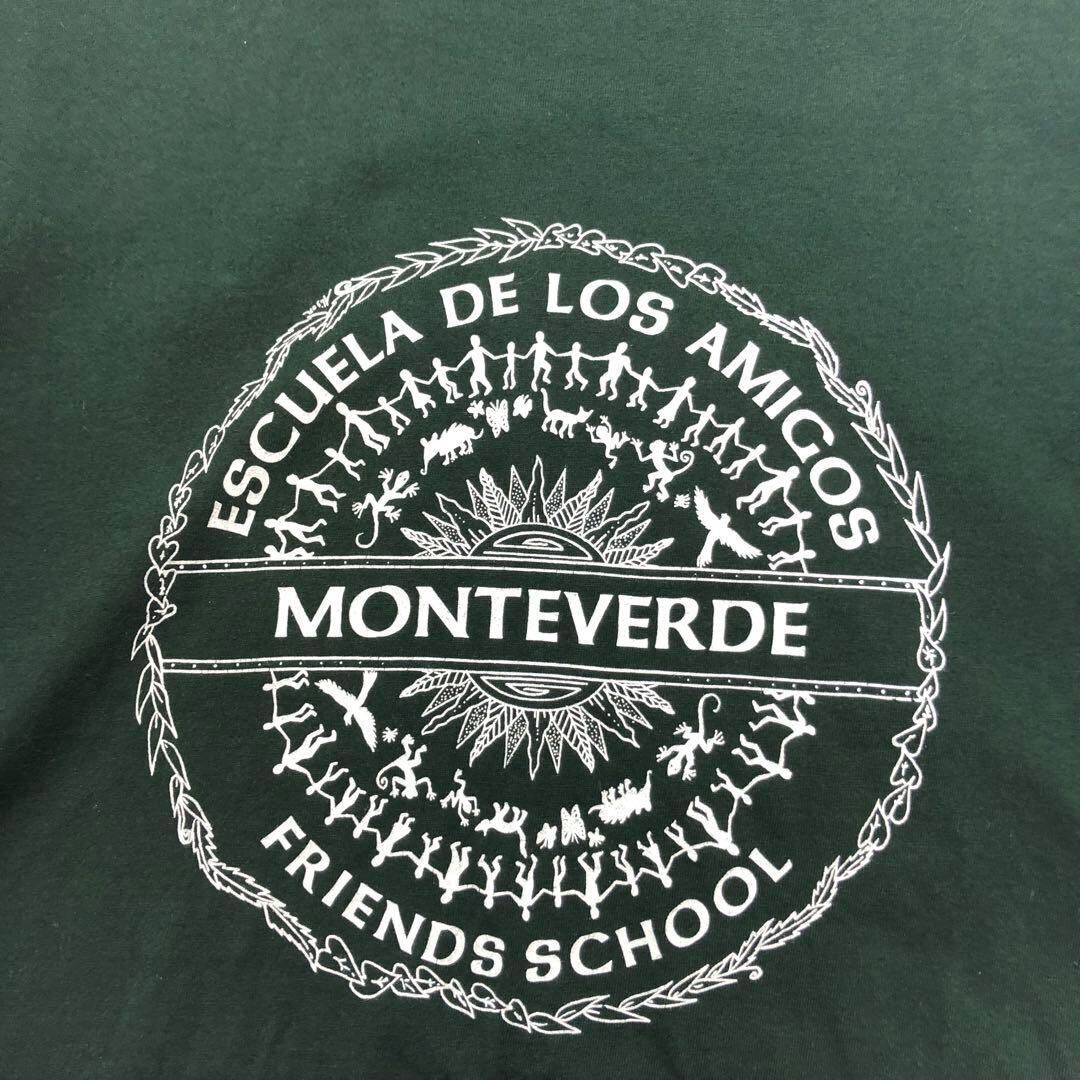 ESCUELA DE LOS AMIGOS
MONTEVERDE
FRIENDS SCHOOL